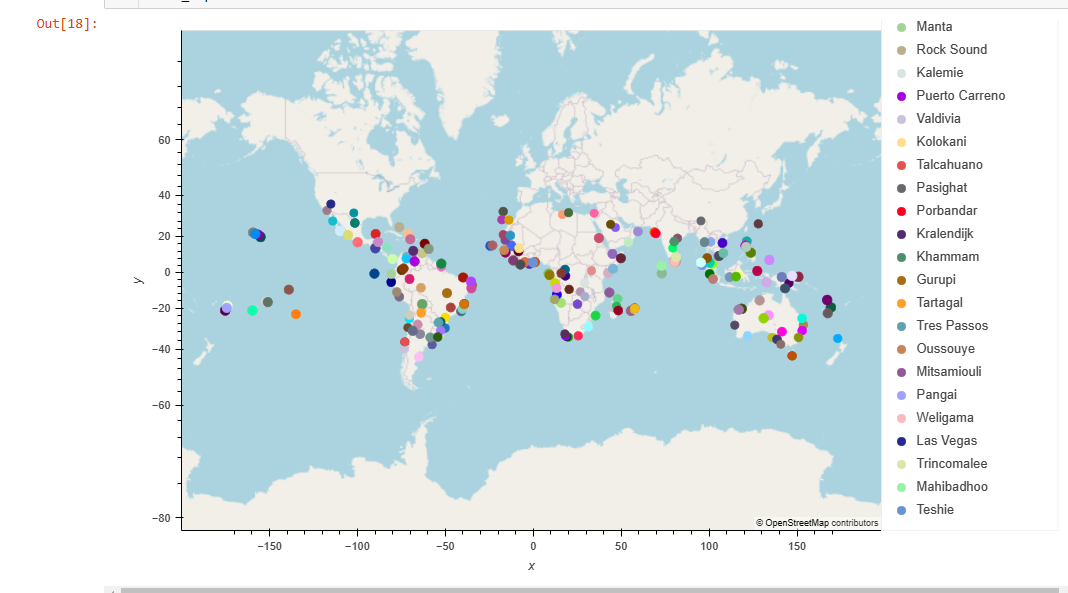 Out[18]:
Manta
Rock Sound
Kalemie
Puerto Carreno
Valdivia
Kolokani
Talcahuano
Pasighat
Porbandar
Kralendijk
Khammam
Gurupi
Tartagal
Tres Passos
Oussouye
Mitsamiouli
Pangai
Weligama
Las Vegas
Trincomalee
Mahibadhoo
Teshie
60
40
20
0
−20
−40
−60
−80
y
© OpenStreetMap contributors
−150
−100
−50
0
50
100
150
x